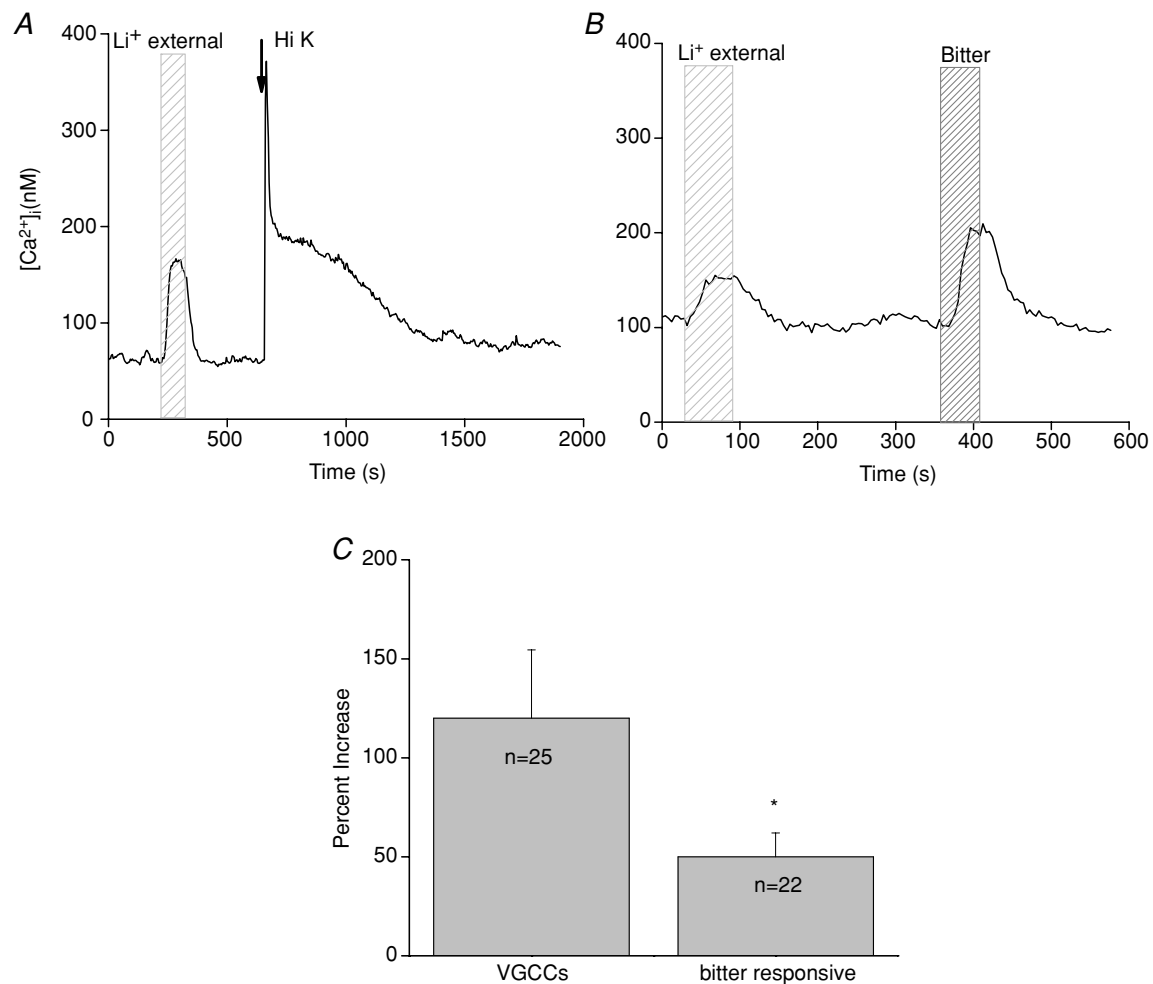 A
Li⁺ external
Hi K
400
300
200
100
0
[Ca²⁺]ᵢ(nM)
0 500 1000 1500 2000
Time (s)
B
Li⁺ external
Bitter
400
300
200
100
0
0 100 200 300 400 500 600
Time (s)
C
200
150
100
50
0
Percent Increase
n=25
*
n=22
VGCCs
bitter responsive